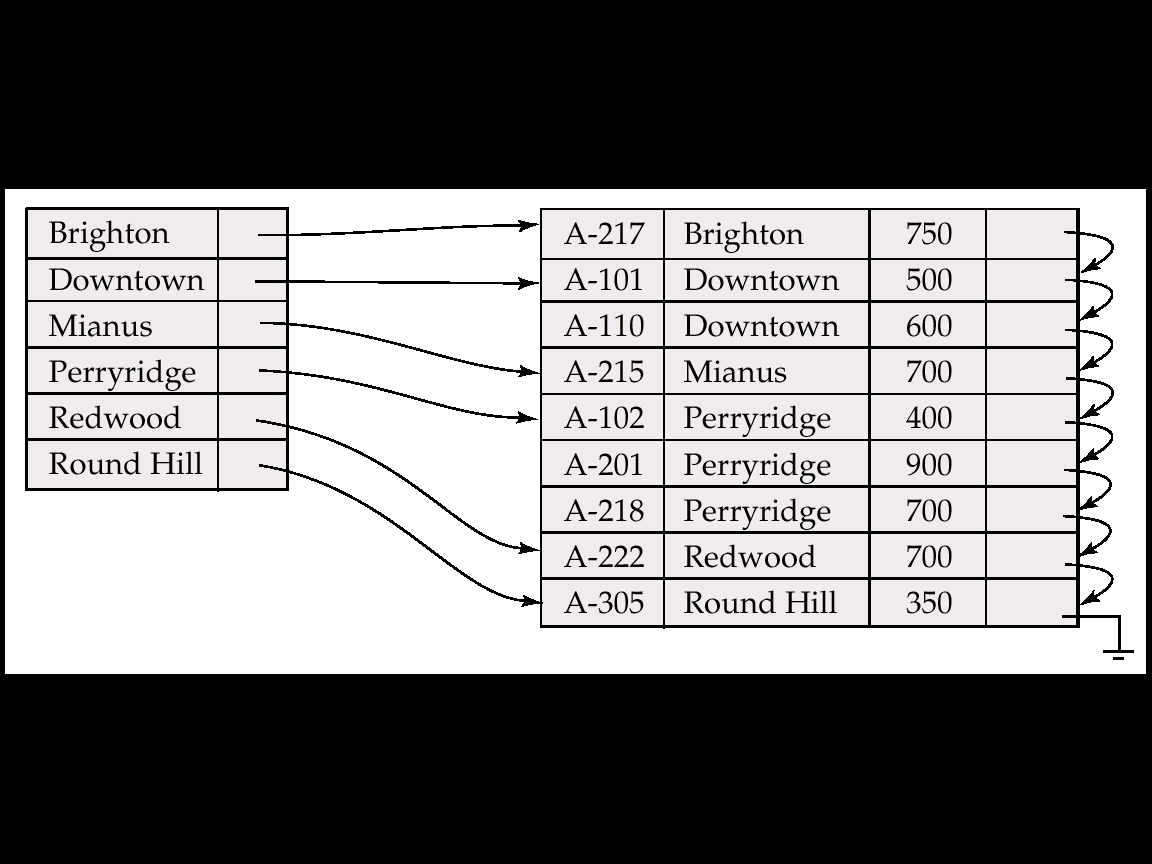 Brighton
Downtown
Mianus
Perryridge
Redwood
Round Hill
A-217 Brighton 750
A-101 Downtown 500
A-110 Downtown 600
A-215 Mianus 700
A-102 Perryridge 400
A-201 Perryridge 900
A-218 Perryridge 700
A-222 Redwood 700
A-305 Round Hill 350